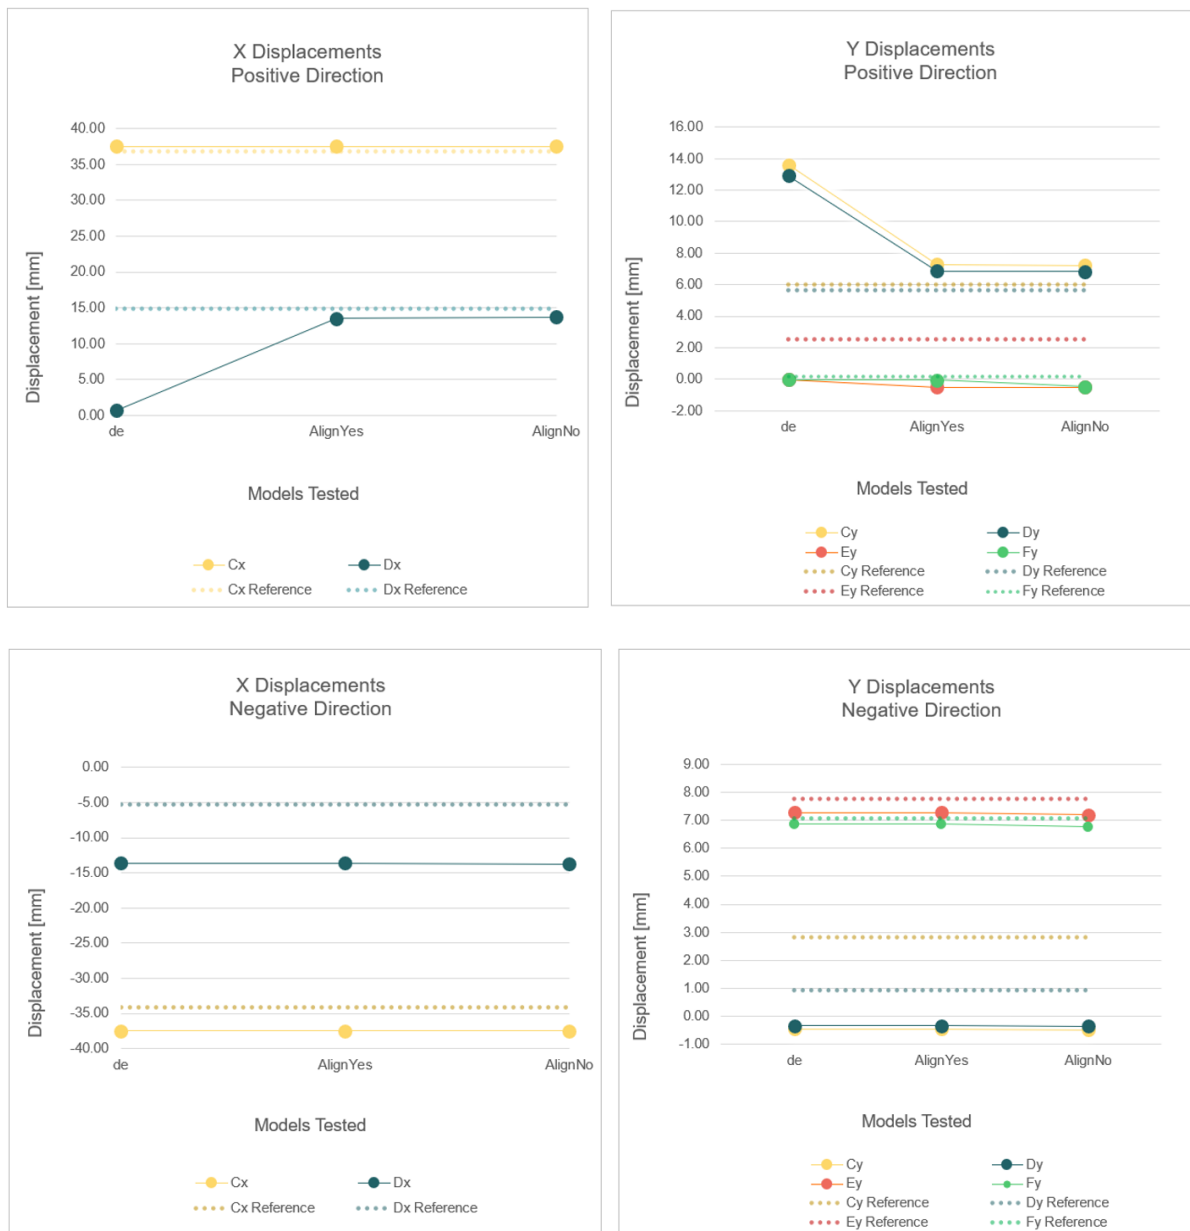 X Displacements
Positive Direction
40.00
35.00
30.00
25.00
20.00
15.00
10.00
5.00
0.00
Displacement [mm]
de AlignYes AlignNo
Models Tested
Cx Dx
Cx Reference Dx Reference
Y Displacements
Positive Direction
16.00
14.00
12.00
10.00
8.00
6.00
4.00
2.00
0.00
-2.00
Displacement [mm]
de AlignYes AlignNo
Models Tested
Cy Dy
Ey Fy
Cy Reference Dy Reference
Ey Reference Fy Reference
X Displacements
Negative Direction
0.00
-5.00
-10.00
-15.00
-20.00
-25.00
-30.00
-35.00
-40.00
Displacement [mm]
de AlignYes AlignNo
Models Tested
Cx Dx
Cx Reference Dx Reference
Y Displacements
Negative Direction
9.00
8.00
7.00
6.00
5.00
4.00
3.00
2.00
1.00
0.00
-1.00
Displacement [mm]
de AlignYes AlignNo
Models Tested
Cy Dy
Ey Fy
Cy Reference Dy Reference
Ey Reference Fy Reference